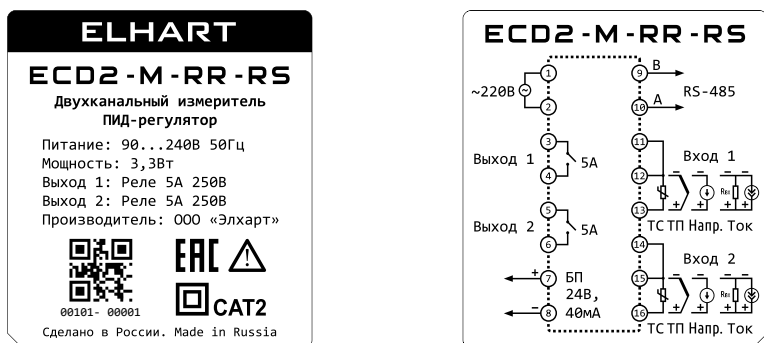 ELHART
ECD2-M-RR-RS
Двухканальный измеритель
ПИД-регулятор
Питание: 90...240В 50Гц
Мощность: 3,3Вт
Выход 1: Реле 5А 250В
Выход 2: Реле 5А 250В
Производитель: ООО «Элхарт»
EAC
CAT2
00101- 00001
Сделано в России. Made in Russia
ECD2-M-RR-RS
~220В
1
2
9 B
10 A
RS-485
Выход 1
3
4
5А
11
12
13
Вход 1
− − − −
+ + Rвх + +
ТС ТП Напр. Ток
Выход 2
5
6
5А
14
15
16
Вход 2
− − − −
+ + Rвх + +
ТС ТП Напр. Ток
+ 7
− 8
БП
24В,
40мА